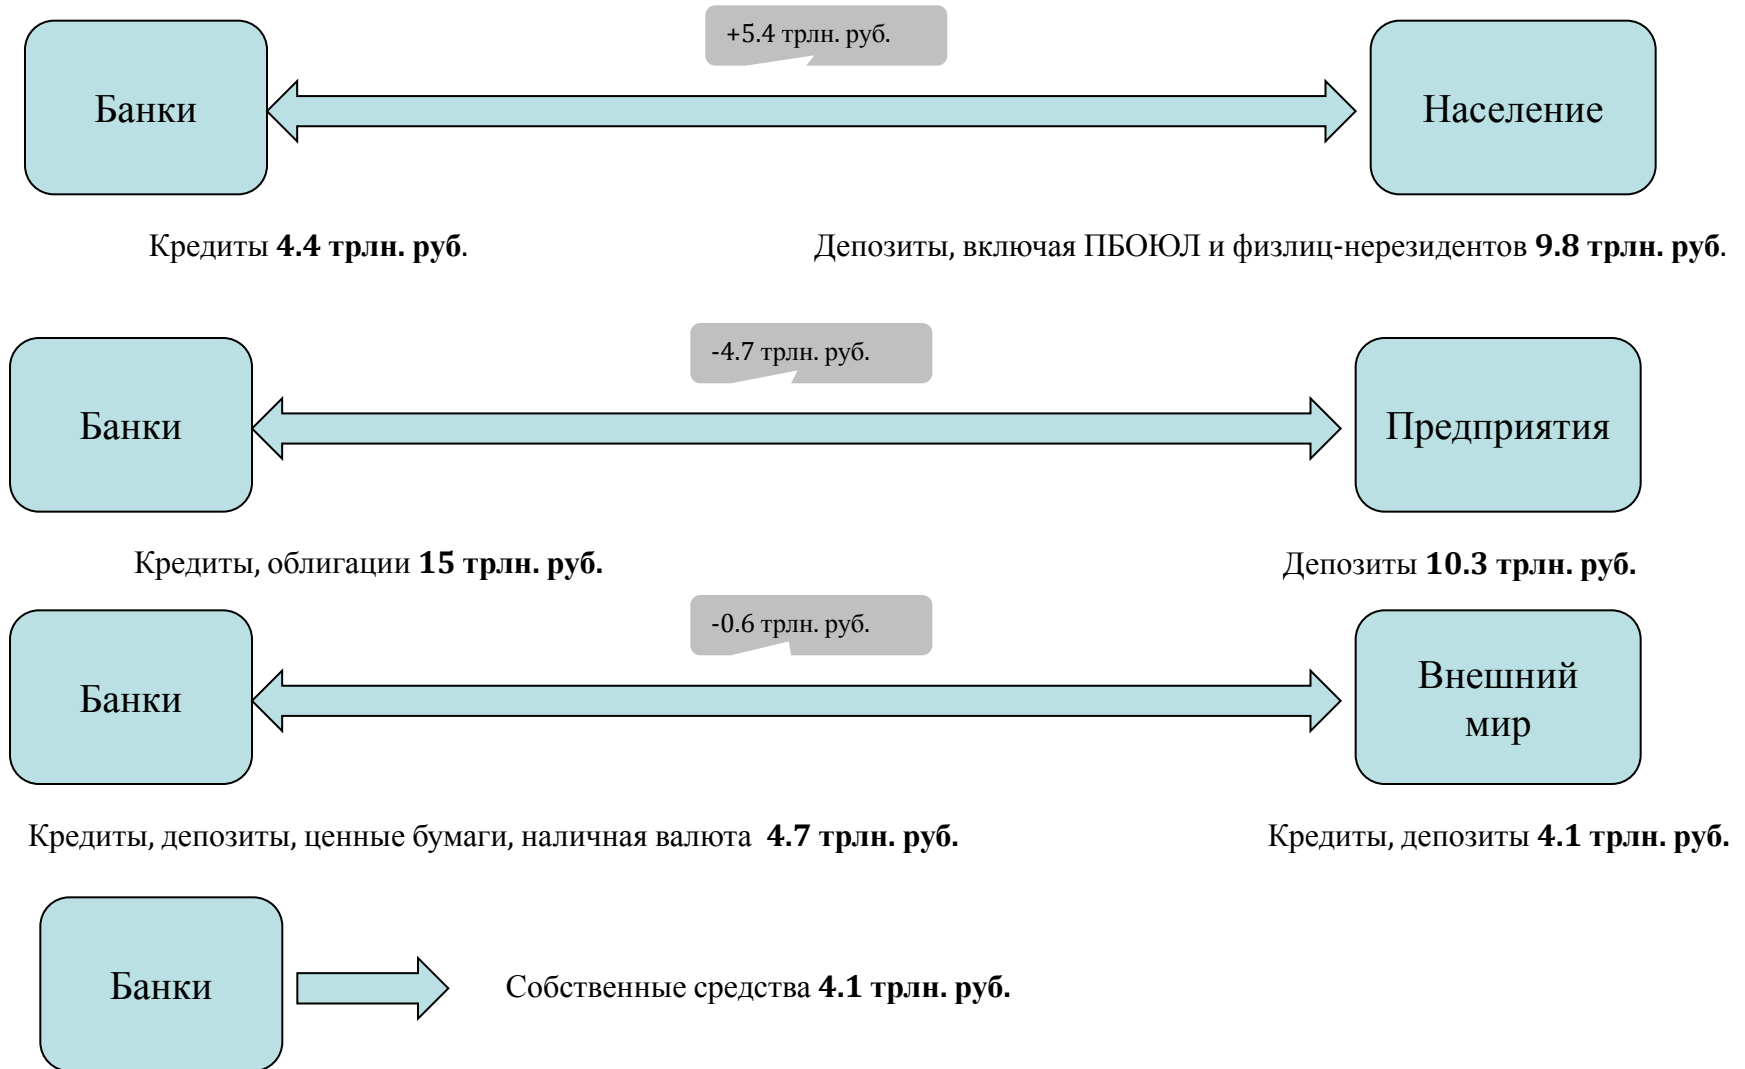 +5.4 трлн. руб.
Банки
Население
Кредиты 4.4 трлн. руб.
Депозиты, включая ПБОЮЛ и физлиц-нерезидентов 9.8 трлн. руб.
-4.7 трлн. руб.
Банки
Предприятия
Кредиты, облигации 15 трлн. руб.
Депозиты 10.3 трлн. руб.
-0.6 трлн. руб.
Банки
Внешний
мир
Кредиты, депозиты, ценные бумаги, наличная валюта 4.7 трлн. руб.
Кредиты, депозиты 4.1 трлн. руб.
Банки
Собственные средства 4.1 трлн. руб.